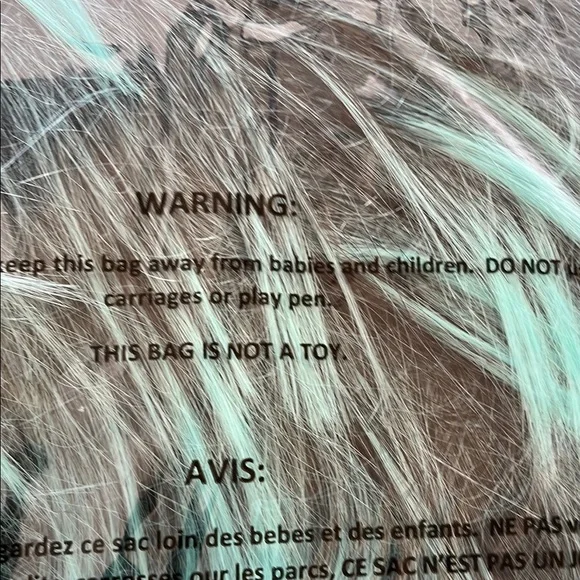 WARNING:
keep this bag away from babies and children. DO NOT
carriages or play pen.
THIS BAG IS NOT A TOY.
AVIS:
gardez ce sac loin des bebes et des enfants. NE PAS
les parcs, CE SAC N'EST PAS UN